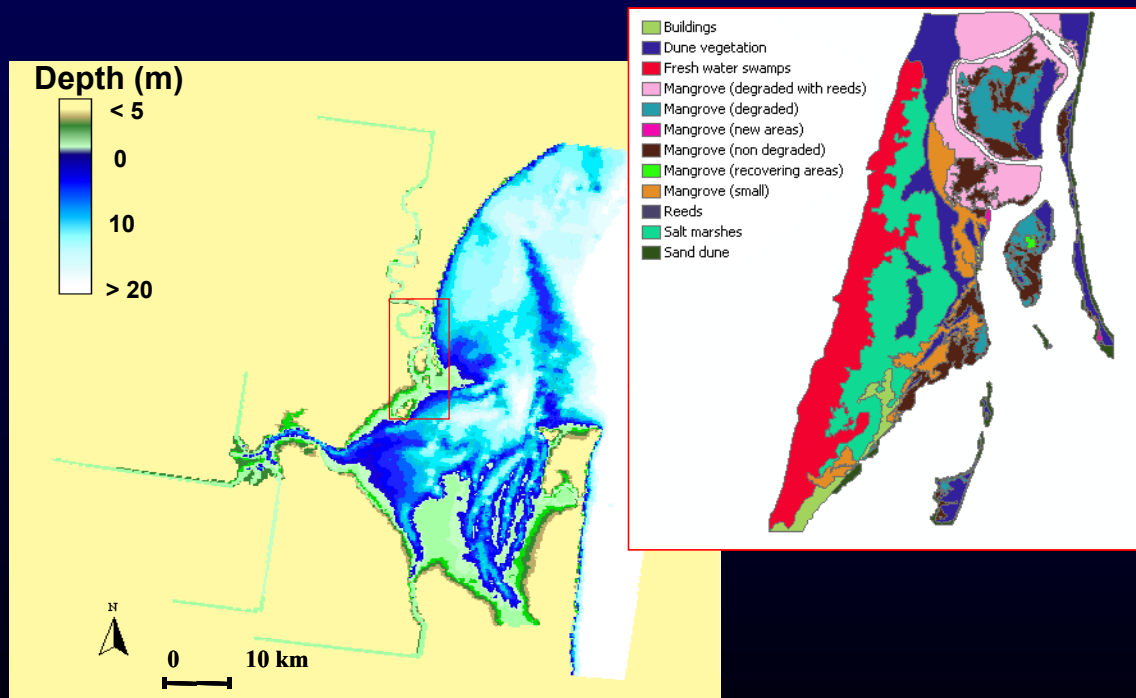 Depth (m)
< 5
0
10
> 20
N
0 10 km
Buildings
Dune vegetation
Fresh water swamps
Mangrove (degraded with reeds)
Mangrove (degraded)
Mangrove (new areas)
Mangrove (non degraded)
Mangrove (recovering areas)
Mangrove (small)
Reeds
Salt marshes
Sand dune